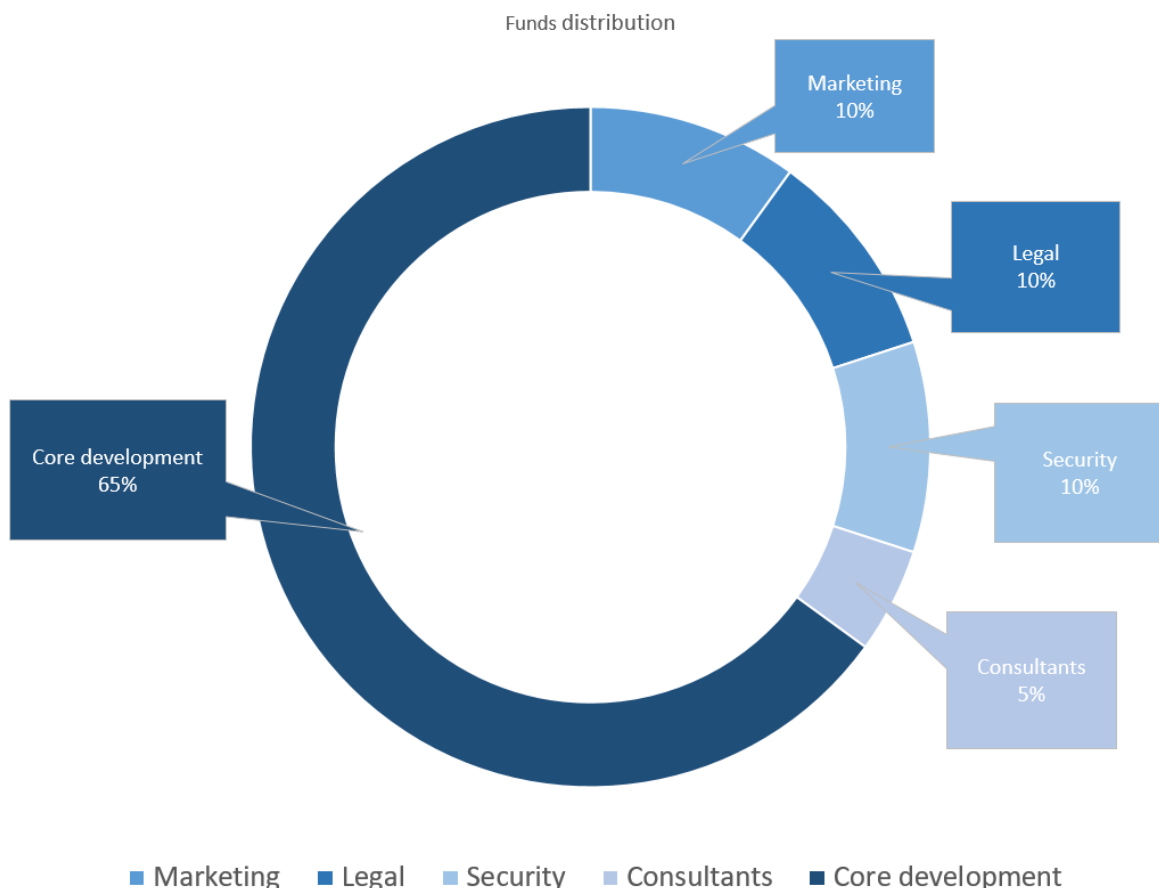 Funds distribution
Marketing
10%
Legal
10%
Security
10%
Consultants
5%
Core development
65%
Marketing Legal Security Consultants Core development